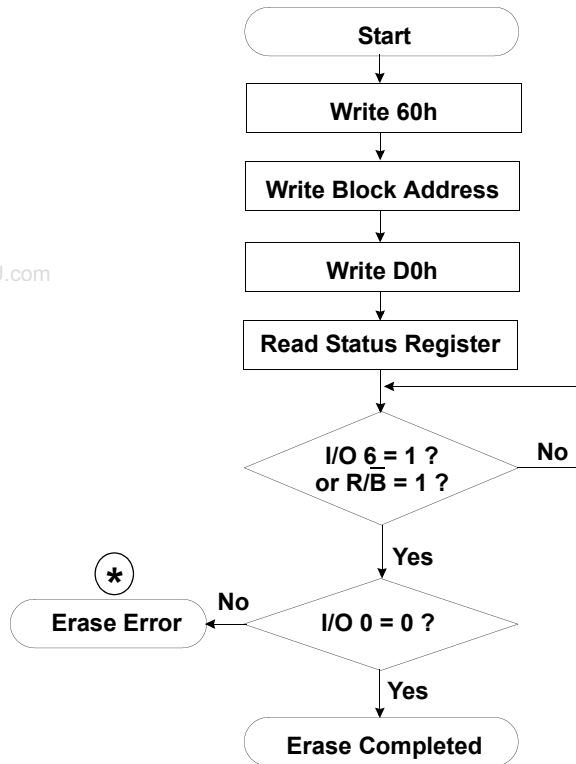 Start
Write 60h
Write Block Address
J.com
Write D0h
Read Status Register
I/O 6 = 1 ?
or R/B̅ = 1 ?
No
Yes
*
No
Erase Error
I/O 0 = 0 ?
Yes
Erase Completed